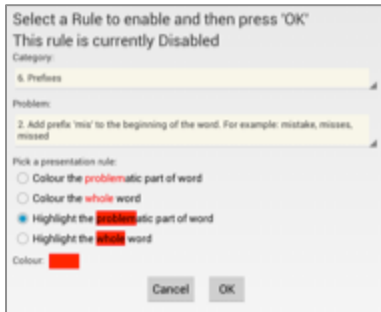 Select a Rule to enable and then press 'OK'
This rule is currently Disabled
Category:
6. Prefixes
Problem:
2. Add prefix 'mis' to the beginning of the word. For example: mistake, misses,
missed
Pick a presentation rule:
Colour the problematic part of word
Colour the whole word
Highlight the problematic part of word
Highlight the whole word
Colour:
Cancel OK